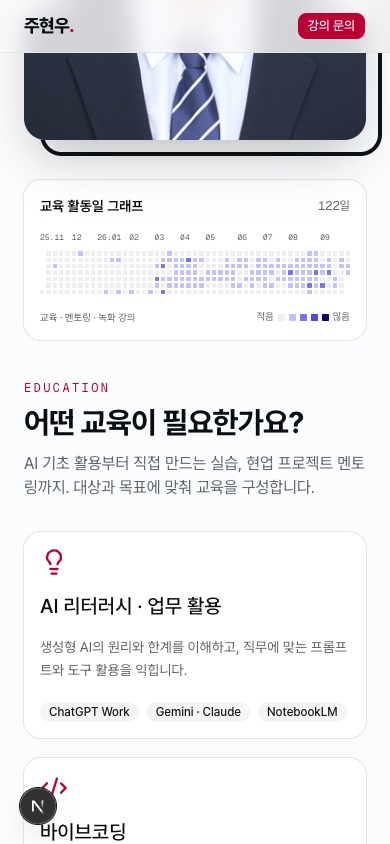 주현우.
강의 문의
교육 활동일 그래프
122일
25.11 12 26.01 02 03 04 05 06 07 08 09
교육 · 멘토링 · 녹화 강의
적음 많음
EDUCATION
어떤 교육이 필요한가요?
AI 기초 활용부터 직접 만드는 실습, 현업 프로젝트 멘토
링까지. 대상과 목표에 맞춰 교육을 구성합니다.
AI 리터러시 · 업무 활용
생성형 AI의 원리와 한계를 이해하고, 직무에 맞는 프롬프
트와 도구 활용을 익힙니다.
ChatGPT Work
Gemini · Claude
NotebookLM
N
바이브코딩